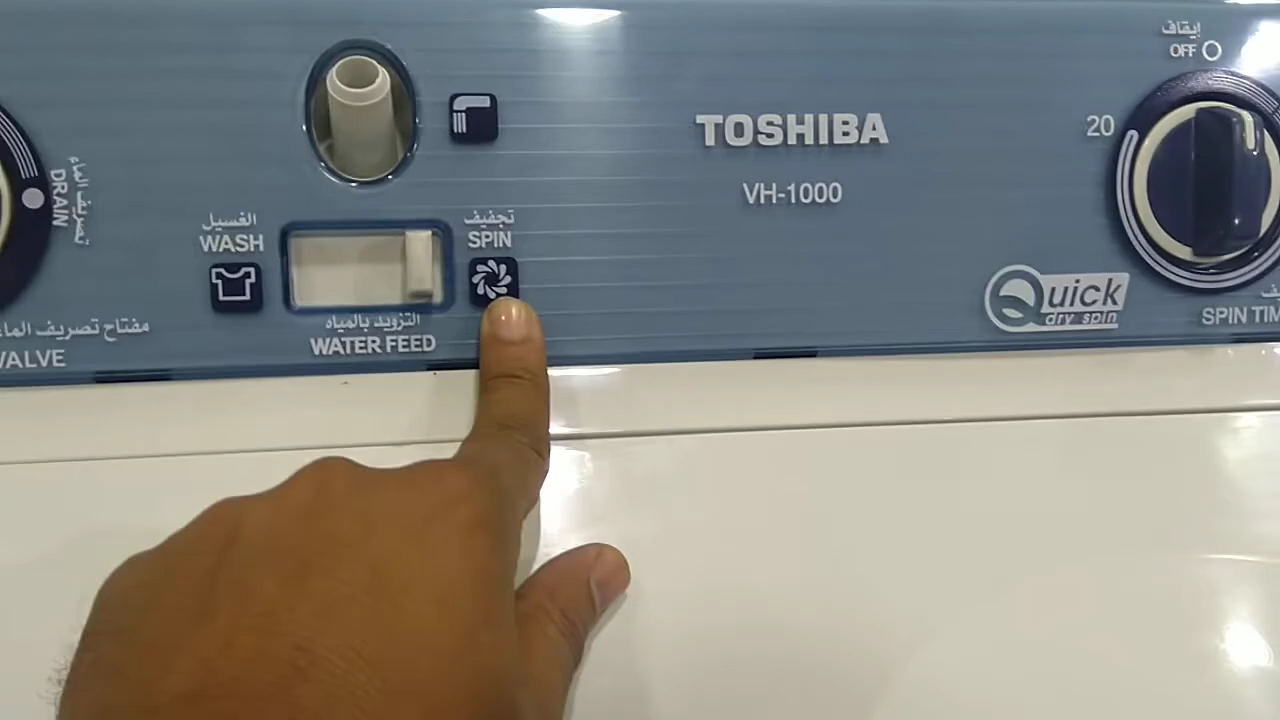 إيقاف
OFF
20
TOSHIBA
VH-1000
تصريف الماء
DRAIN
الغسيل
WASH
تجفيف
SPIN
التزويد بالمياه
WATER FEED
مفتاح تصريف الما
VALVE
Quick
dry spin
SPIN TIM